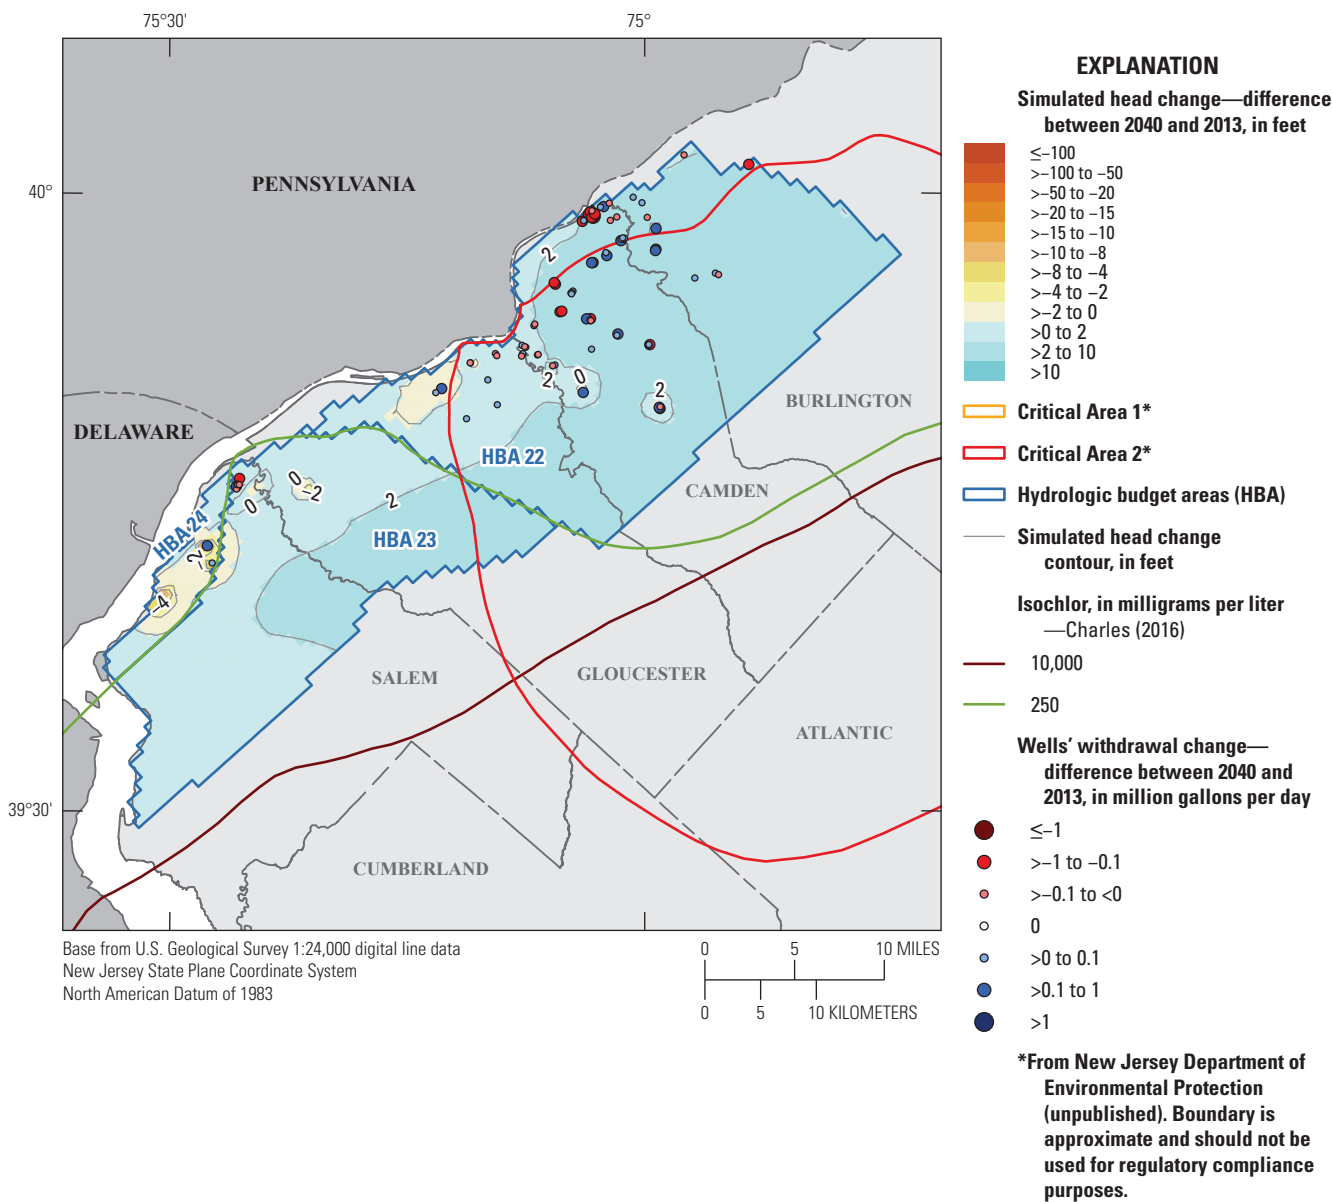 75°30'
75°
40°
39°30'
PENNSYLVANIA
DELAWARE
BURLINGTON
CAMDEN
GLOUCESTER
SALEM
ATLANTIC
CUMBERLAND
HBA 22
HBA 23
HBA 24
2
2
0
2
0
−2
0
2
−2
−4
Base from U.S. Geological Survey 1:24,000 digital line data
New Jersey State Plane Coordinate System
North American Datum of 1983
0 5 10 MILES
0 5 10 KILOMETERS
EXPLANATION
Simulated head change—difference
between 2040 and 2013, in feet
≤−100
>−100 to −50
>−50 to −20
>−20 to −15
>−15 to −10
>−10 to −8
>−8 to −4
>−4 to −2
>−2 to 0
>0 to 2
>2 to 10
>10
Critical Area 1*
Critical Area 2*
Hydrologic budget areas (HBA)
Simulated head change
contour, in feet
Isochlor, in milligrams per liter
—Charles (2016)
10,000
250
Wells' withdrawal change—
difference between 2040 and
2013, in million gallons per day
≤−1
>−1 to −0.1
>−0.1 to <0
0
>0 to 0.1
>0.1 to 1
>1
*From New Jersey Department of
Environmental Protection
(unpublished). Boundary is
approximate and should not be
used for regulatory compliance
purposes.